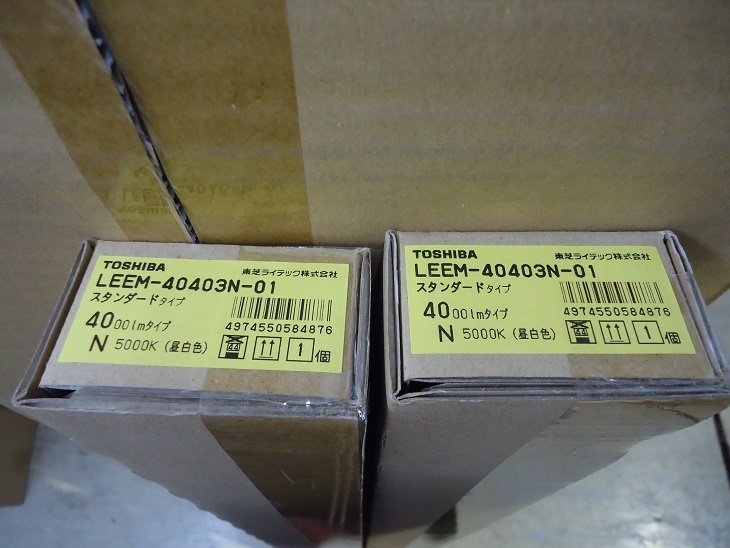 TOSHIBA 東芝ライテック株式会社
LEEM-40403N-01
スタンダードタイプ
4000lmタイプ
4974550584876
N 5000K (昼白色) 1個
TOSHIBA 東芝ライテック株式会社
LEEM-40403N-01
スタンダードタイプ
4000lmタイプ
4974550584876
N 5000K (昼白色) 1個